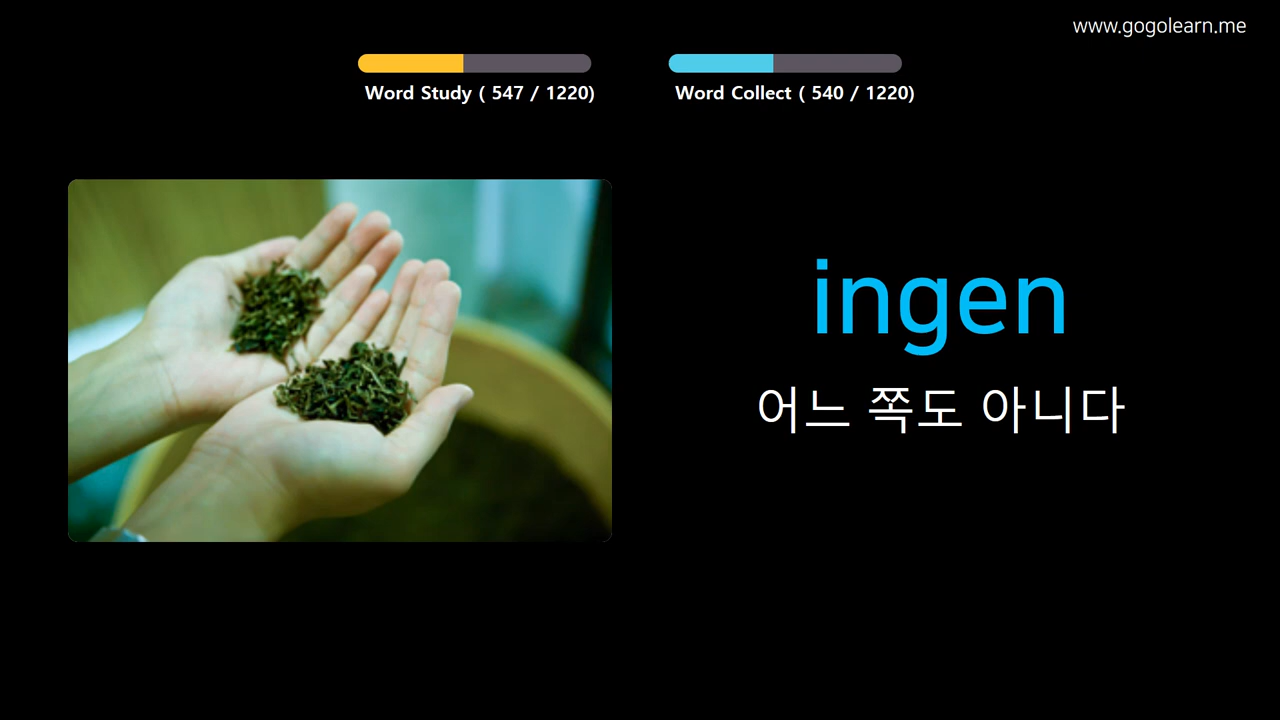 www.gogolearn.me
Word Study ( 547 / 1220)
Word Collect ( 540 / 1220)
ingen
어느 쪽도 아니다